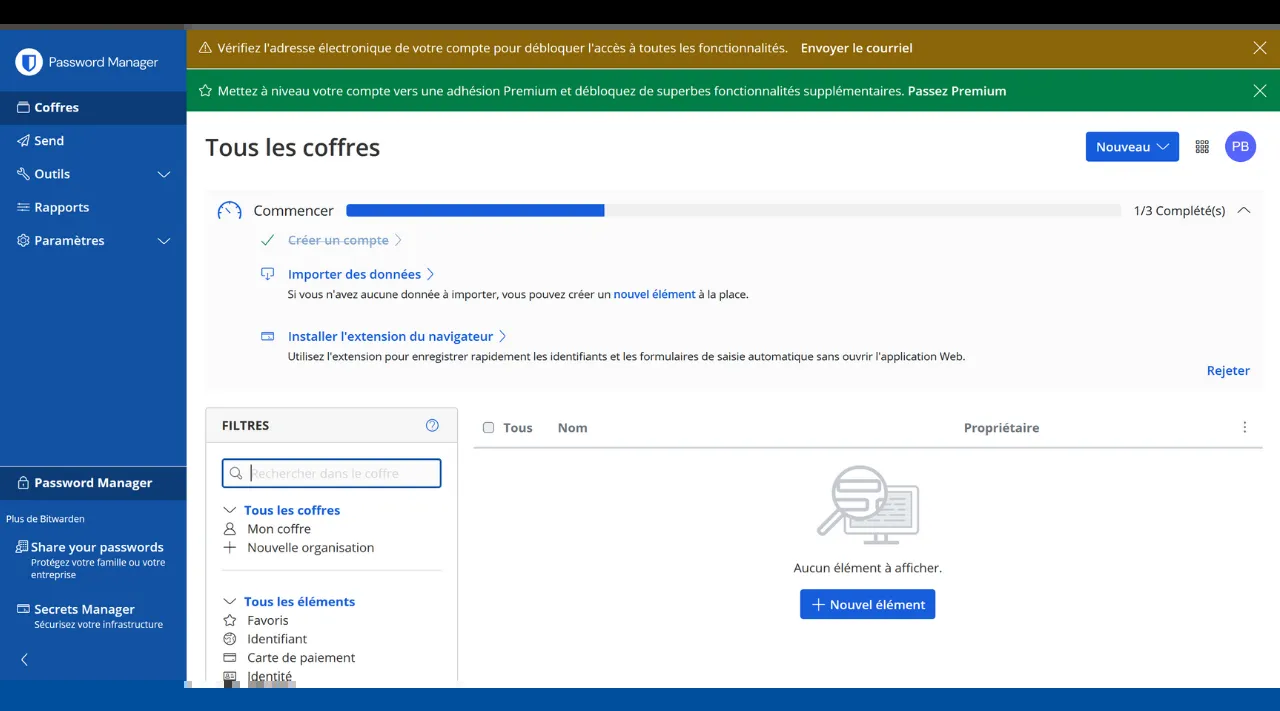 Password Manager
Coffres
Send
Outils
Rapports
Paramètres
Password Manager
Plus de Bitwarden
Share your passwords
Protégez votre famille ou votre
entreprise
Secrets Manager
Sécurisez votre infrastructure
Vérifiez l'adresse électronique de votre compte pour débloquer l'accès à toutes les fonctionnalités. Envoyer le courriel
Mettez à niveau votre compte vers une adhésion Premium et débloquez de superbes fonctionnalités supplémentaires. Passez Premium
Tous les coffres
Nouveau
PB
Commencer
1/3 Complété(s)
Créer un compte
Importer des données
Si vous n'avez aucune donnée à importer, vous pouvez créer un nouvel élément à la place.
Installer l'extension du navigateur
Utilisez l'extension pour enregistrer rapidement les identifiants et les formulaires de saisie automatique sans ouvrir l'application Web.
Rejeter
FILTRES
Rechercher dans le coffre
Tous les coffres
Mon coffre
Nouvelle organisation
Tous les éléments
Favoris
Identifiant
Carte de paiement
Identité
Tous Nom Propriétaire
Aucun élément à afficher.
Nouvel élément